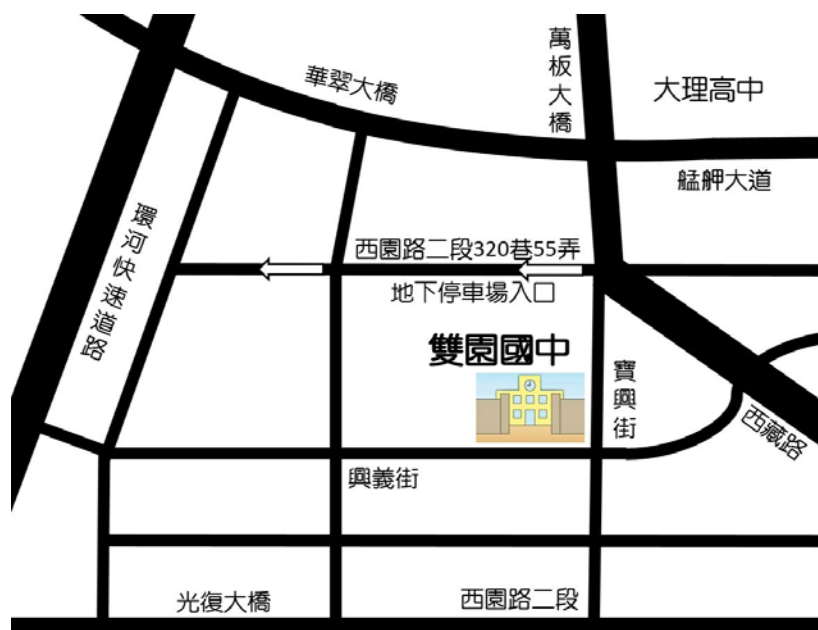 華翠大橋
萬板大橋
大理高中
艋舺大道
環河快速道路
西園路二段320巷55弄
地下停車場入口
雙園國中
寶興街
西藏路
興義街
光復大橋
西園路二段